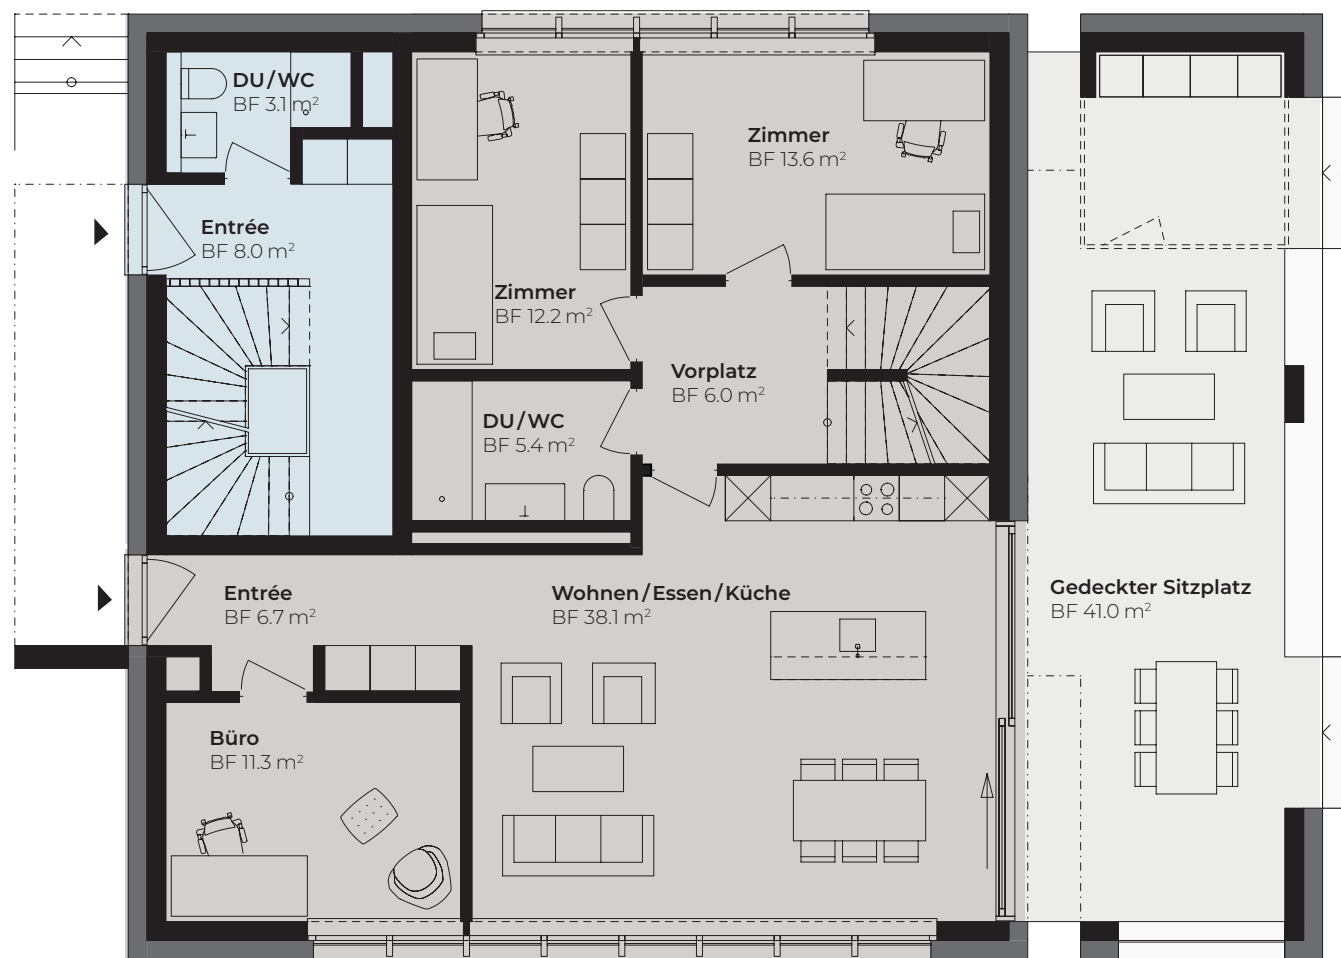 DU/WC
BF 3.1 m²
Zimmer
BF 13.6 m²
Entrée
BF 8.0 m²
Zimmer
BF 12.2 m²
Vorplatz
BF 6.0 m²
DU/WC
BF 5.4 m²
Entrée
BF 6.7 m²
Wohnen/Essen/Küche
BF 38.1 m²
Gedeckter Sitzplatz
BF 41.0 m²
Büro
BF 11.3 m²